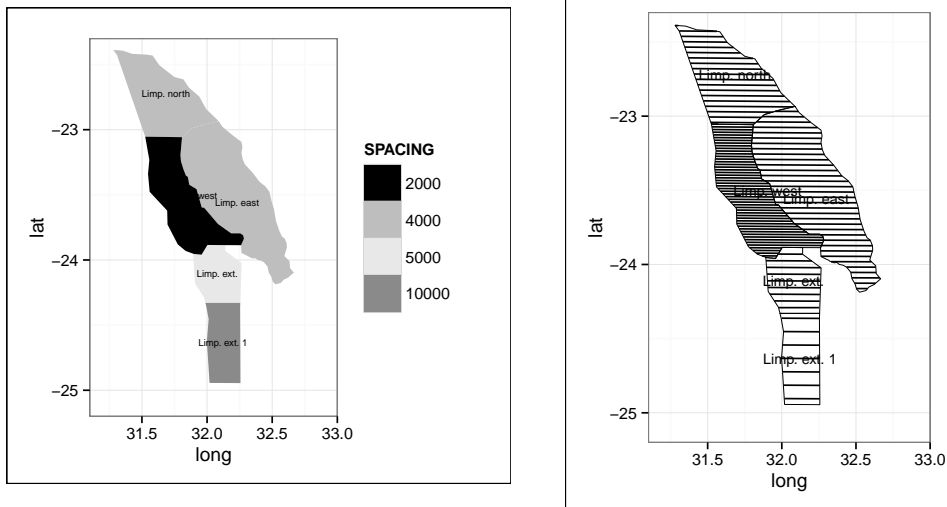 Limp. north
west
Limp. east
Limp. ext.
Limp. ext. 1
−23
−24
−25
lat
31.5 32.0 32.5 33.0
long
SPACING
2000
4000
5000
10000
Limp. north
Limp. west
Limp. east
Limp. ext.
Limp. ext. 1
−23
−24
−25
lat
31.5 32.0 32.5 33.0
long